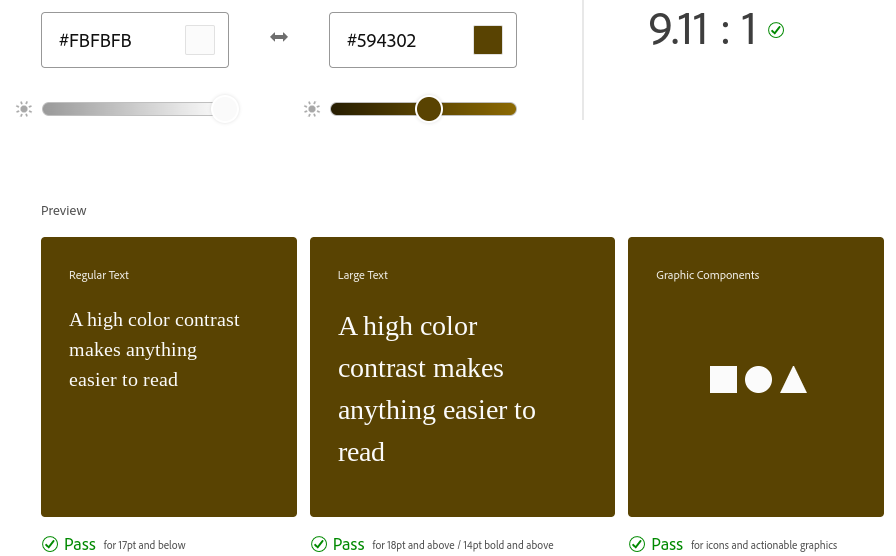 #FBFBFB
#594302
9.11 : 1
Preview
Regular Text
A high color contrast
makes anything
easier to read
Large Text
A high color
contrast makes
anything easier to
read
Graphic Components
Pass for 17pt and below
Pass for 18pt and above / 14pt bold and above
Pass for icons and actionable graphics